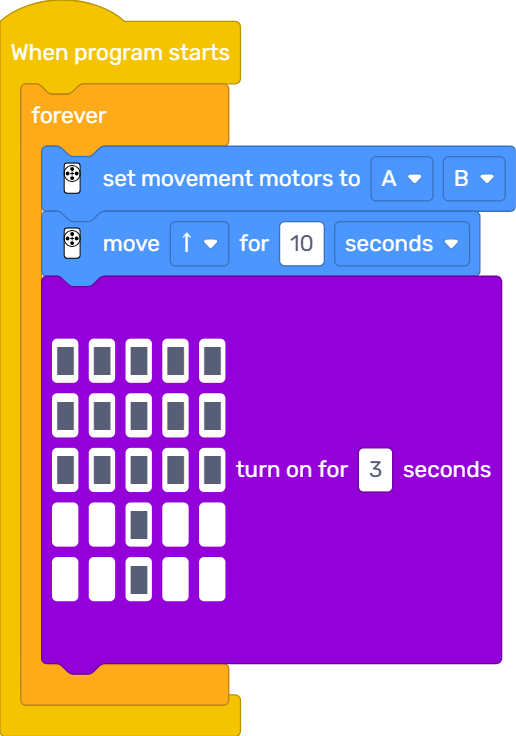 When program starts
forever
set movement motors to A B
move ↑ for 10 seconds
turn on for 3 seconds